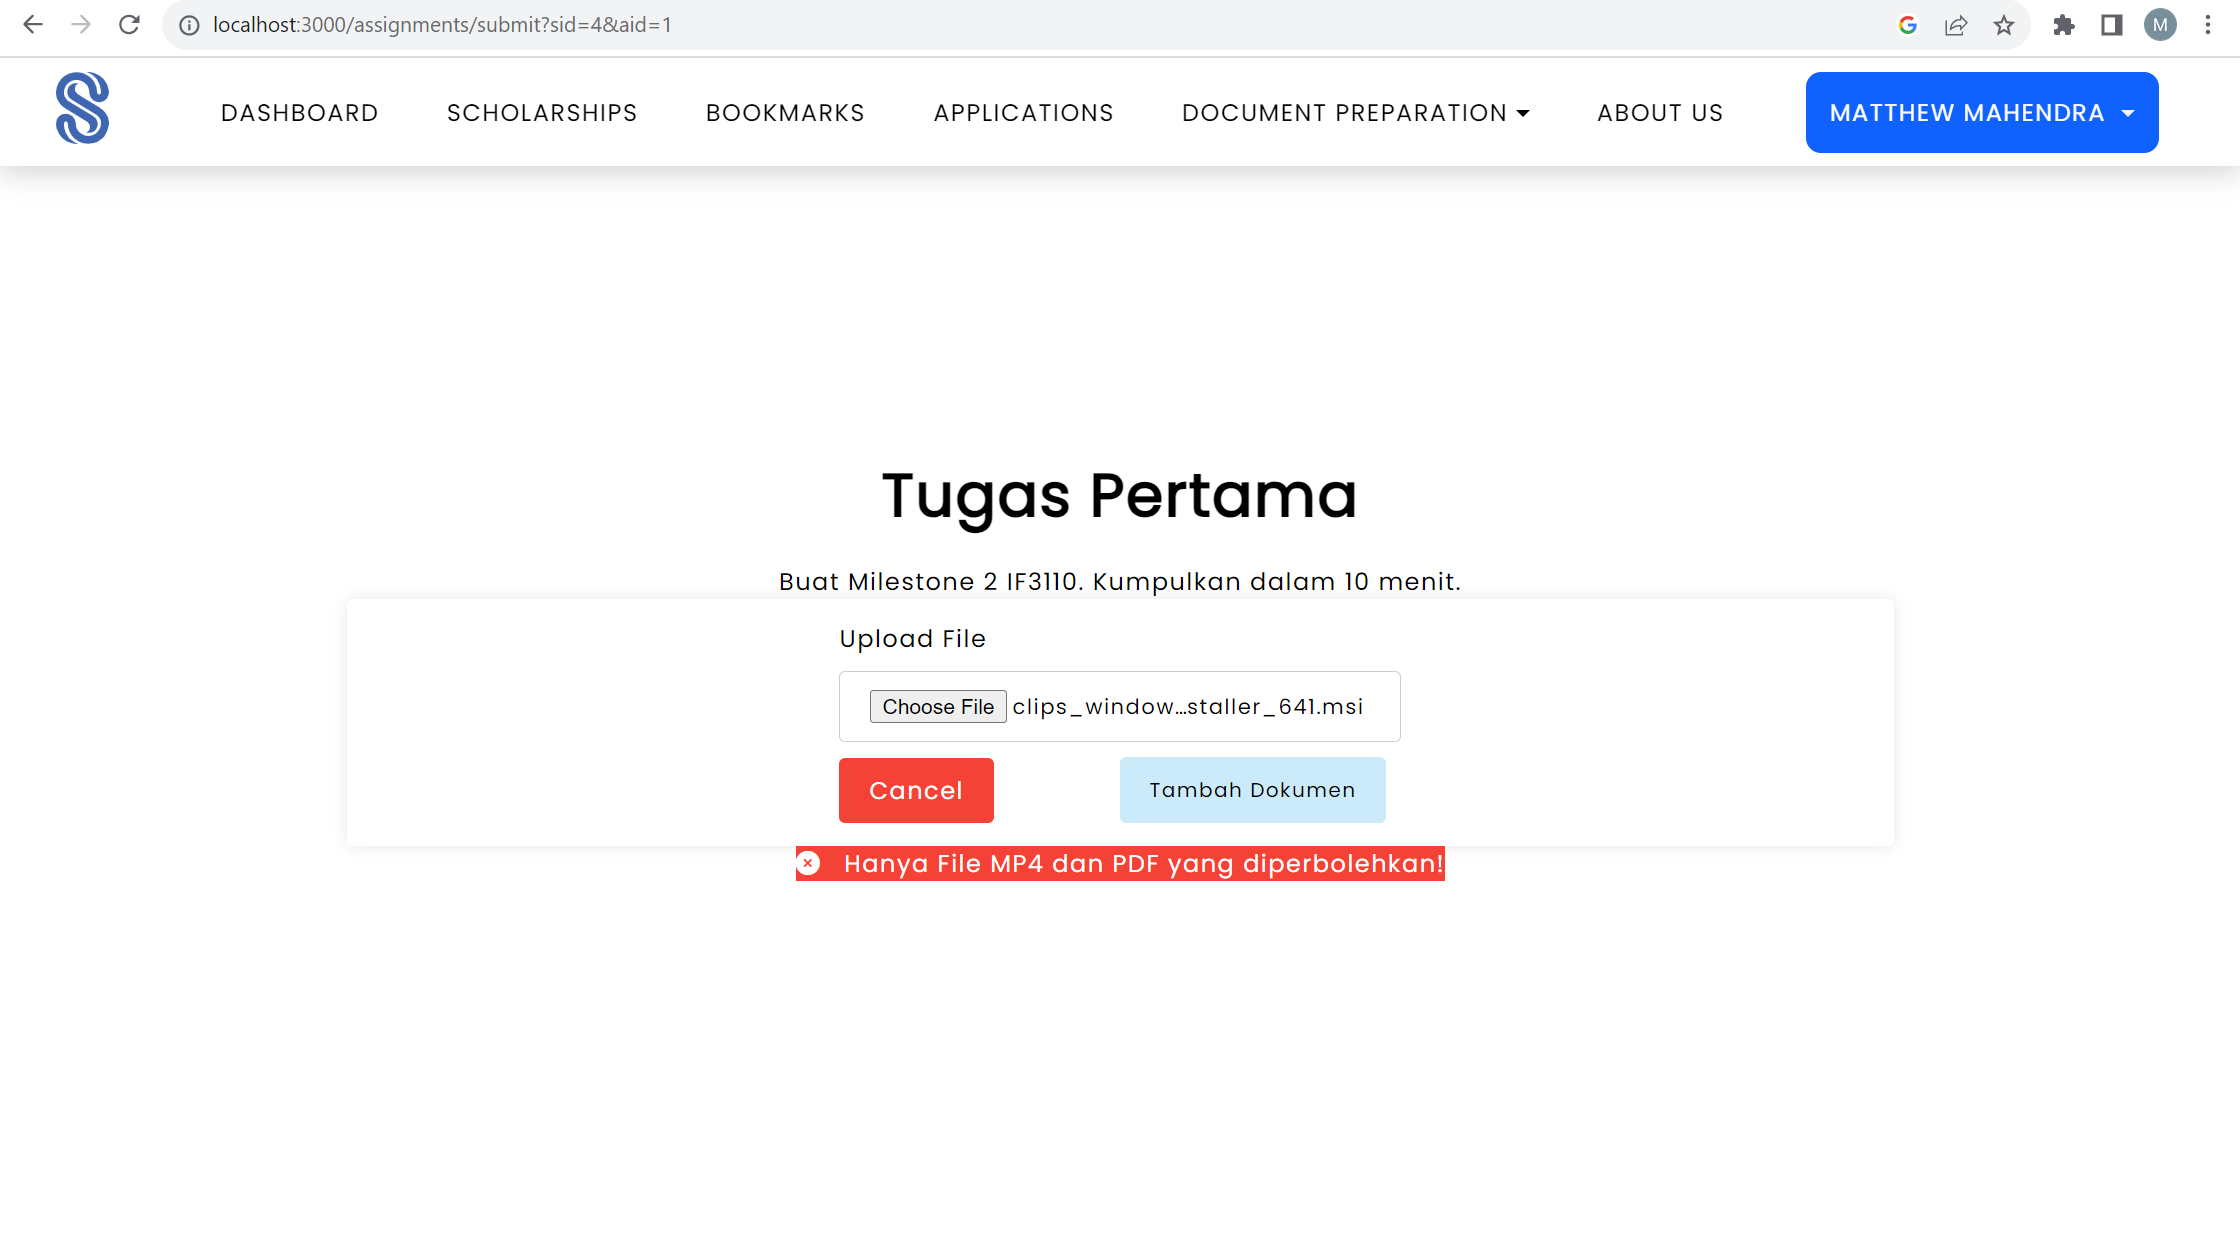 localhost:3000/assignments/submit?sid=4&aid=1
M
DASHBOARD
SCHOLARSHIPS
BOOKMARKS
APPLICATIONS
DOCUMENT PREPARATION
ABOUT US
MATTHEW MAHENDRA
Tugas Pertama
Buat Milestone 2 IF3110. Kumpulkan dalam 10 menit.
Upload File
Choose File clips_window...staller_641.msi
Cancel
Tambah Dokumen
Hanya File MP4 dan PDF yang diperbolehkan!